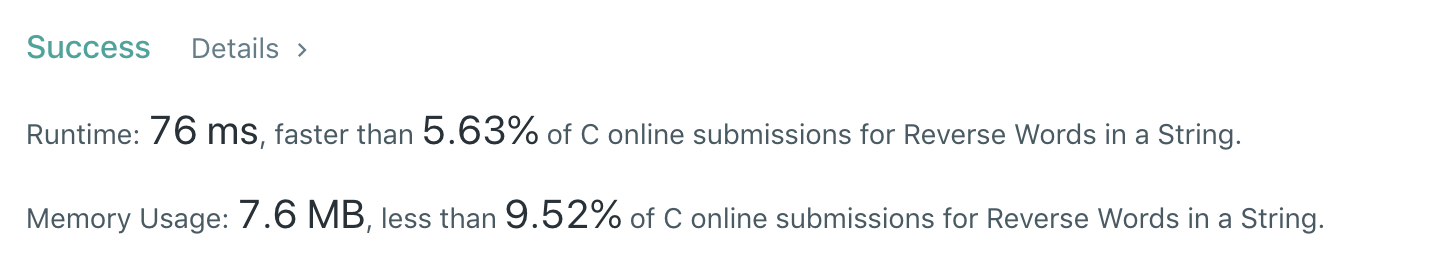 Success Details >
Runtime: 76 ms, faster than 5.63% of C online submissions for Reverse Words in a String.
Memory Usage: 7.6 MB, less than 9.52% of C online submissions for Reverse Words in a String.